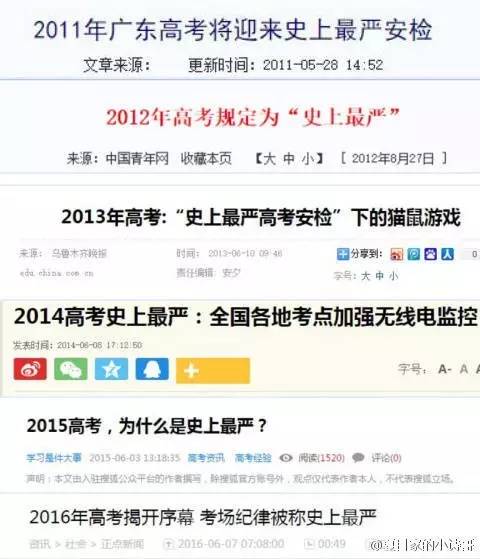 2011年广东高考将迎来史上最严安检
文章来源： 更新时间：2011-05-28 14:52
2012年高考规定为“史上最严”
来源：中国青年网 收藏本页 【大 中 小】 [ 2012年8月27日 ]
2013年高考:“史上最严高考安检”下的猫鼠游戏
来源： 乌鲁木齐晚报 时间：2013-06-10 09:46 分享到： 0
edu.china.com.cn 责任编辑：安夕 字号：大 中 小
2014高考史上最严：全国各地考点加强无线电监控
发表时间：2014-06-08 17:12:50
字号： A- A
2015高考，为什么是史上最严？
学习是件大事 2015-06-03 13:18:35 高考资讯 高考经验 阅读(1520) 评论(0)
声明：本文由入驻搜狐公众平台的作者撰写，除搜狐官方账号外，观点仅代表作者本人，不代表搜狐立场。
2016年高考揭开序幕 考场纪律被称史上最严
资讯 > 社会 > 正点新闻 2016-06-07 07:08:00 00:49